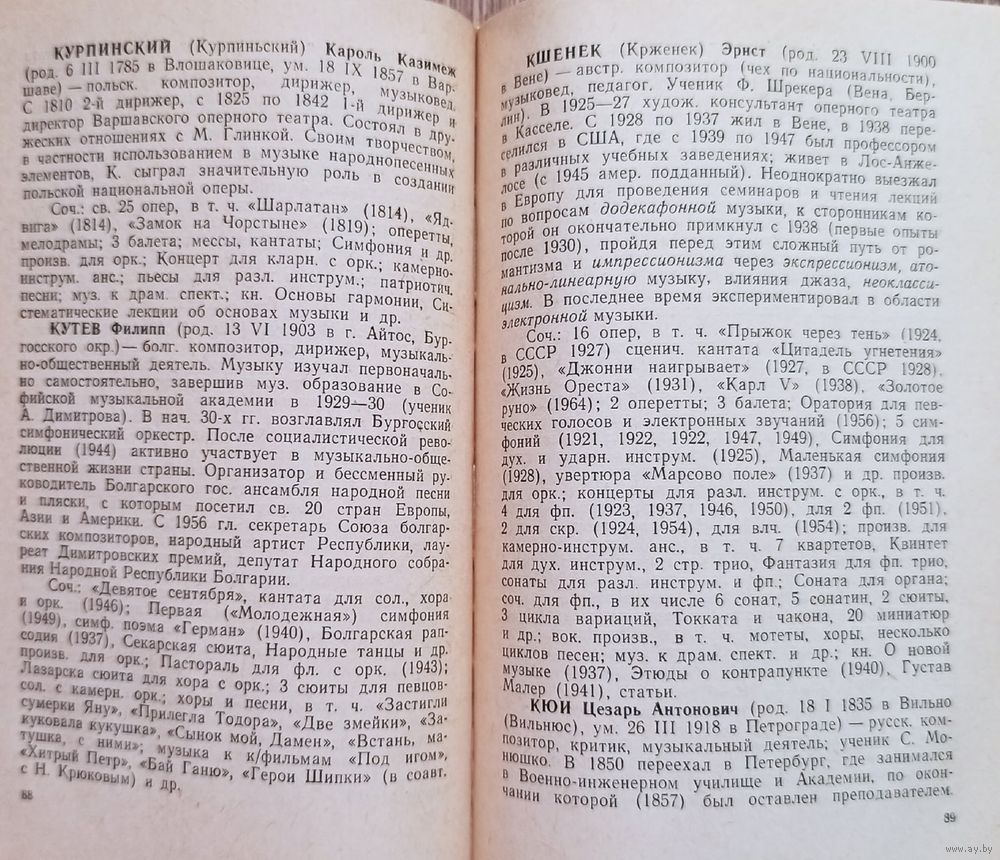 КУРПИНСКИЙ (Курпиньский) Кароль Казимеж
(род. 6 III 1785 в Влошаковице, ум. 18 IX 1857 в Вар-
шаве) — польск. композитор, дирижер, музыковед.
С 1810 2-й дирижер, с 1825 по 1842 1-й дирижер и
директор Варшавского оперного театра. Состоял в дру-
жеских отношениях с М. Глинкой. Своим творчеством,
в частности использованием в музыке народнопесенных
элементов, К. сыграл значительную роль в создании
польской национальной оперы.
Соч.: св. 25 опер, в т. ч. «Шарлатан» (1814), «Яд-
вига» (1814), «Замок на Чорстыне» (1819); оперетты,
мелодрамы; 3 балета; мессы, кантаты; Симфония и др.
произв. для орк.; Концерт для кларн. с орк.; камерно-
инструм. анс.; пьесы для разл. инструм.; патриотич.
песни; муз. к драм. спект.; кн. Основы гармонии, Си-
стематические лекции об основах музыки и др.
КУТЕВ Филипп (род. 13 VI 1903 в г. Айтос, Бур-
госского окр.) — болг. композитор, дирижер, музыкаль-
но-общественный деятель. Музыку изучал первоначаль-
но самостоятельно, завершив муз. образование в Со-
фийской музыкальной академии в 1929—30 (ученик
А. Димитрова). В нач. 30-х гг. возглавлял Бургосский
симфонический оркестр. После социалистической рево-
люции (1944) активно участвует в музыкально-обще-
ственной жизни страны. Организатор и бессменный ру-
ководитель Болгарского гос. ансамбля народной песни
и пляски, с которым посетил св. 20 стран Европы,
Азии и Америки. С 1956 гл. секретарь Союза болгар-
ских композиторов, народный артист Республики, лау-
реат Димитровских премий, депутат Народного собра-
ния Народной Республики Болгарии.
Соч.: «Девятое сентября», кантата для сол., хора
и орк. (1946); Первая («Молодежная») симфония
(1949), симф. поэма «Герман» (1940), Болгарская рап-
содия (1937), Секарская сюита, Народные танцы и др.
произв. для орк.; Пастораль для фл. с орк. (1943);
Лазарска сюита для хора с орк.; 3 сюиты для певцов-
сол. с камерн. орк.; хоры и песни, в т. ч. «Застигли
сумерки Яну», «Прилегла Тодора», «Две змейки», «За-
куковала кукушка», «Сынок мой, Дамен», «Встань, ма-
тушка, с ними»; музыка к к/фильмам «Под игом»,
«Хитрый Петр», «Бай Ганю», «Герои Шипки» (в соавт.
с Н. Крюковым) и др.
88
КШЕНЕК (Крженек) Эрнст (род. 23 VIII 1900
в Вене) — австр. композитор (чех по национальности),
музыковед, педагог. Ученик Ф. Шрекера (Вена, Бер-
лин). В 1925—27 худож. консультант оперного театра
в Касселе. С 1928 по 1937 жил в Вене, в 1938 пере-
селился в США, где с 1939 по 1947 был профессором
в различных учебных заведениях; живет в Лос-Анже-
лосе (с 1945 амер. подданный). Неоднократно выезжал
в Европу для проведения семинаров и чтения лекций
по вопросам додекафонной музыки, к сторонникам ко-
торой он окончательно примкнул с 1938 (первые опыты
после 1930), пройдя перед этим сложный путь от ро-
мантизма и импрессионизма через экспрессионизм, ато-
нально-линеарную музыку, влияния джаза, неокласси-
цизм. В последнее время экспериментировал в области
электронной музыки.
Соч.: 16 опер, в т. ч. «Прыжок через тень» (1924,
в СССР 1927) сценич. кантата «Цитадель угнетения»
(1925), «Джонни наигрывает» (1927, в СССР 1928),
«Жизнь Ореста» (1931), «Карл V» (1938), «Золотое
руно» (1964); 2 оперетты; 3 балета; Оратория для пев-
ческих голосов и электронных звучаний (1956); 5 сим-
фоний (1921, 1922, 1922, 1947, 1949), Симфония для
дух. и ударн. инструм. (1925), Маленькая симфония
(1928), увертюра «Марсово поле» (1937) и др. произв.
для орк.; концерты для разл. инструм. с орк., в т. ч.
4 для фп. (1923, 1937, 1946, 1950), для 2 фп. (1951),
2 для скр. (1924, 1954), для влч. (1954); произв. для
камерно-инструм. анс., в т. ч. 7 квартетов, Квинтет
для дух. инструм., 2 стр. трио, Фантазия для фп. трио,
сонаты для разл. инструм. и фп.; Соната для органа;
соч. для фп., в их числе 6 сонат, 5 сонатин, 2 сюиты,
3 цикла вариаций, Токката и чакона, 20 миниатюр
и др.; вок. произв., в т. ч. мотеты, хоры, несколько
циклов песен; муз. к драм. спект. и др.; кн. О новой
музыке (1937), Этюды о контрапункте (1940), Густав
Малер (1941), статьи.
КЮИ Цезарь Антонович (род. 18 I 1835 в Вильно
(Вильнюс), ум. 26 III 1918 в Петрограде) — русск. ком-
позитор, критик, музыкальный деятель; ученик С. Мо-
нюшко. В 1850 переехал в Петербург, где занимался
в Военно-инженерном училище и Академии, по окон-
чании которой (1857) был оставлен преподавателем.
89
www.ay.by